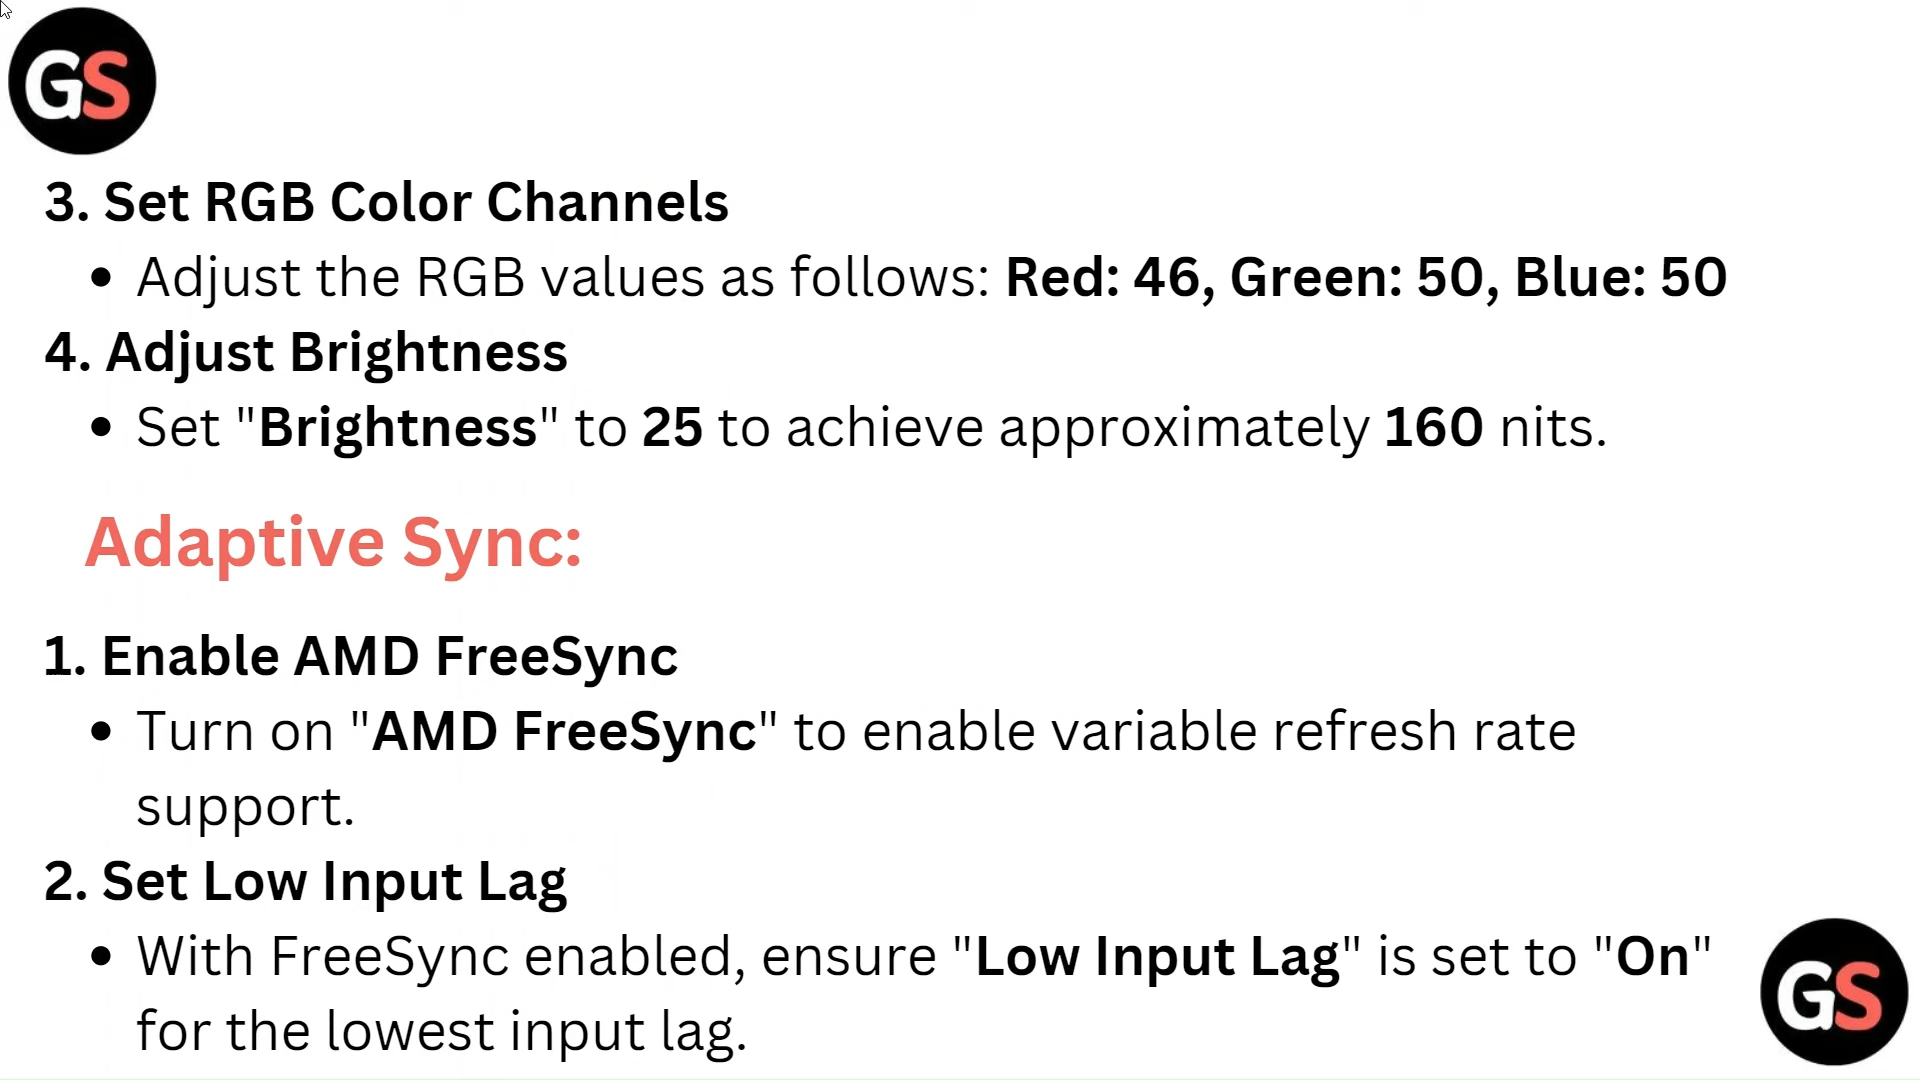 GS
3. Set RGB Color Channels
• Adjust the RGB values as follows: Red: 46, Green: 50, Blue: 50
4. Adjust Brightness
• Set "Brightness" to 25 to achieve approximately 160 nits.
Adaptive Sync:
1. Enable AMD FreeSync
• Turn on "AMD FreeSync" to enable variable refresh rate
support.
2. Set Low Input Lag
• With FreeSync enabled, ensure "Low Input Lag" is set to "On"
for the lowest input lag.
GS